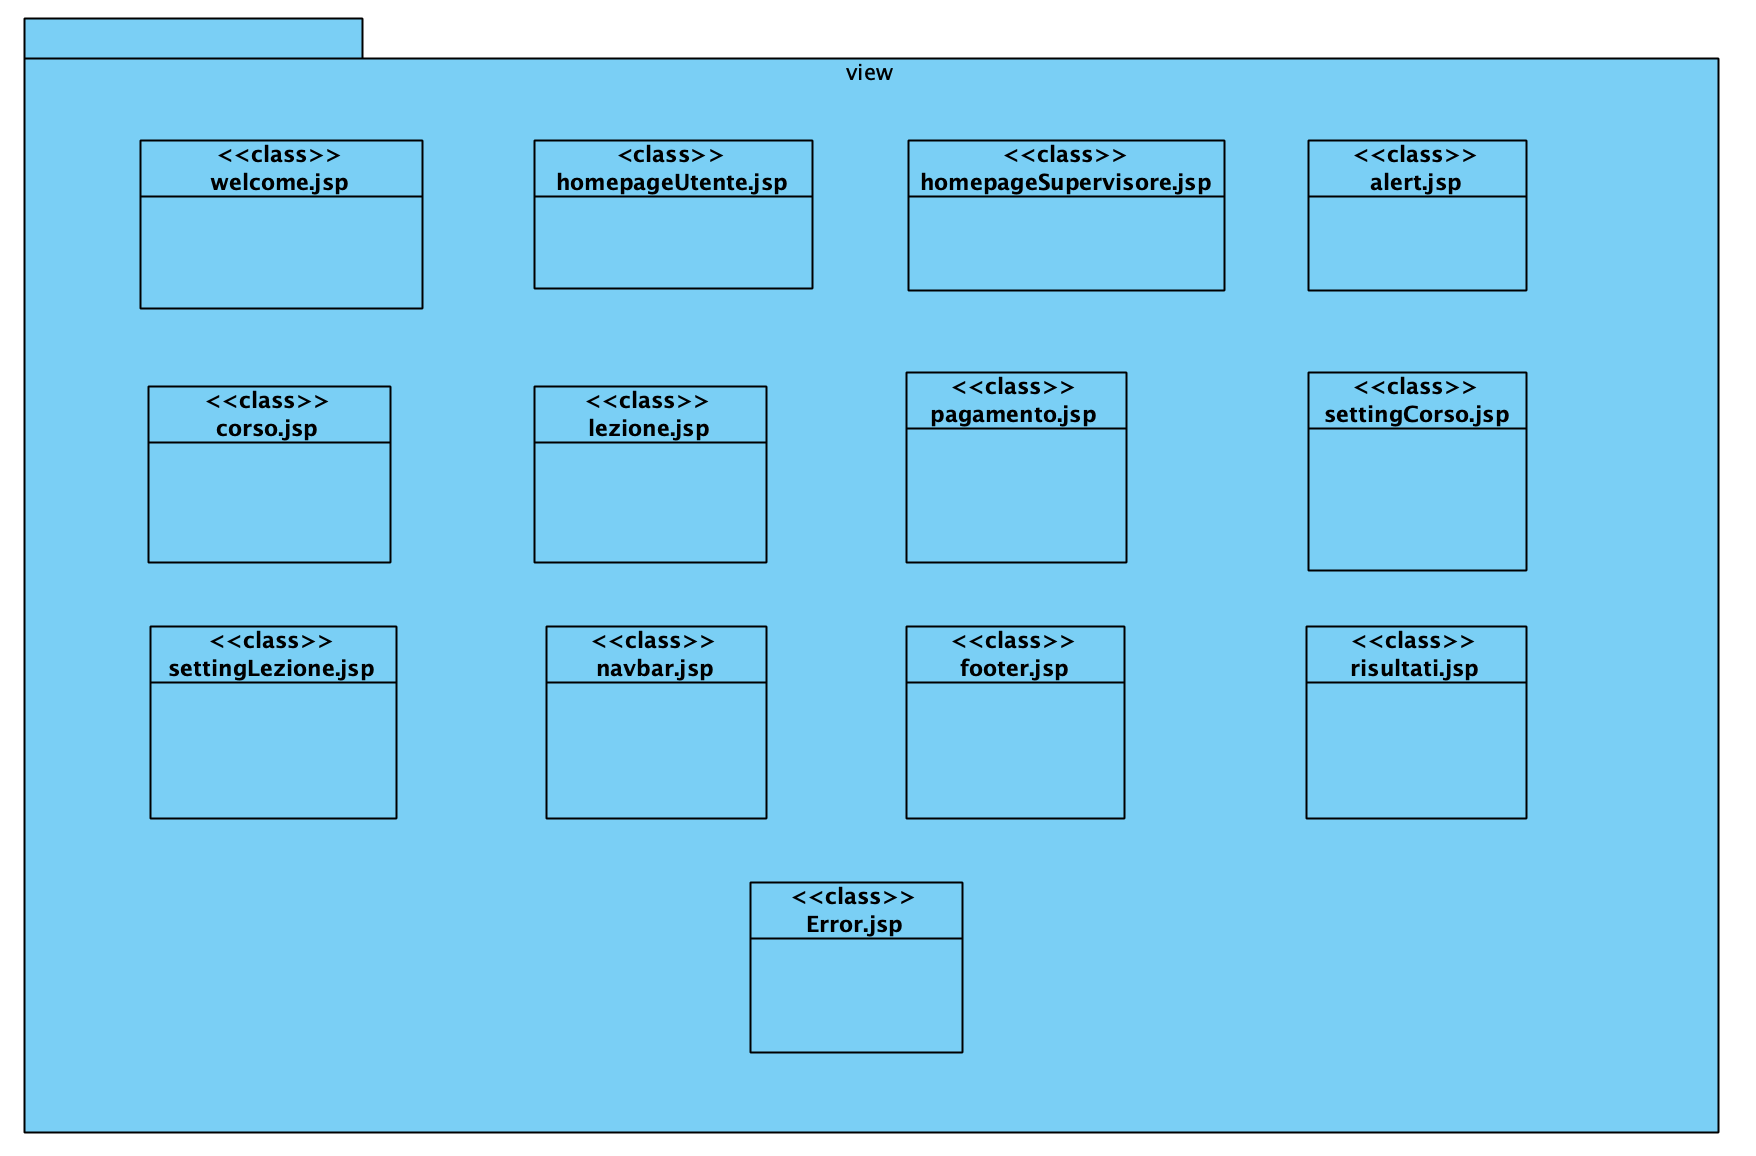 view
<<class>>
welcome.jsp
<class>>
homepageUtente.jsp
<<class>>
homepageSupervisore.jsp
<<class>>
alert.jsp
<<class>>
corso.jsp
<<class>>
lezione.jsp
<<class>>
pagamento.jsp
<<class>>
settingCorso.jsp
<<class>>
settingLezione.jsp
<<class>>
navbar.jsp
<<class>>
footer.jsp
<<class>>
risultati.jsp
<<class>>
Error.jsp